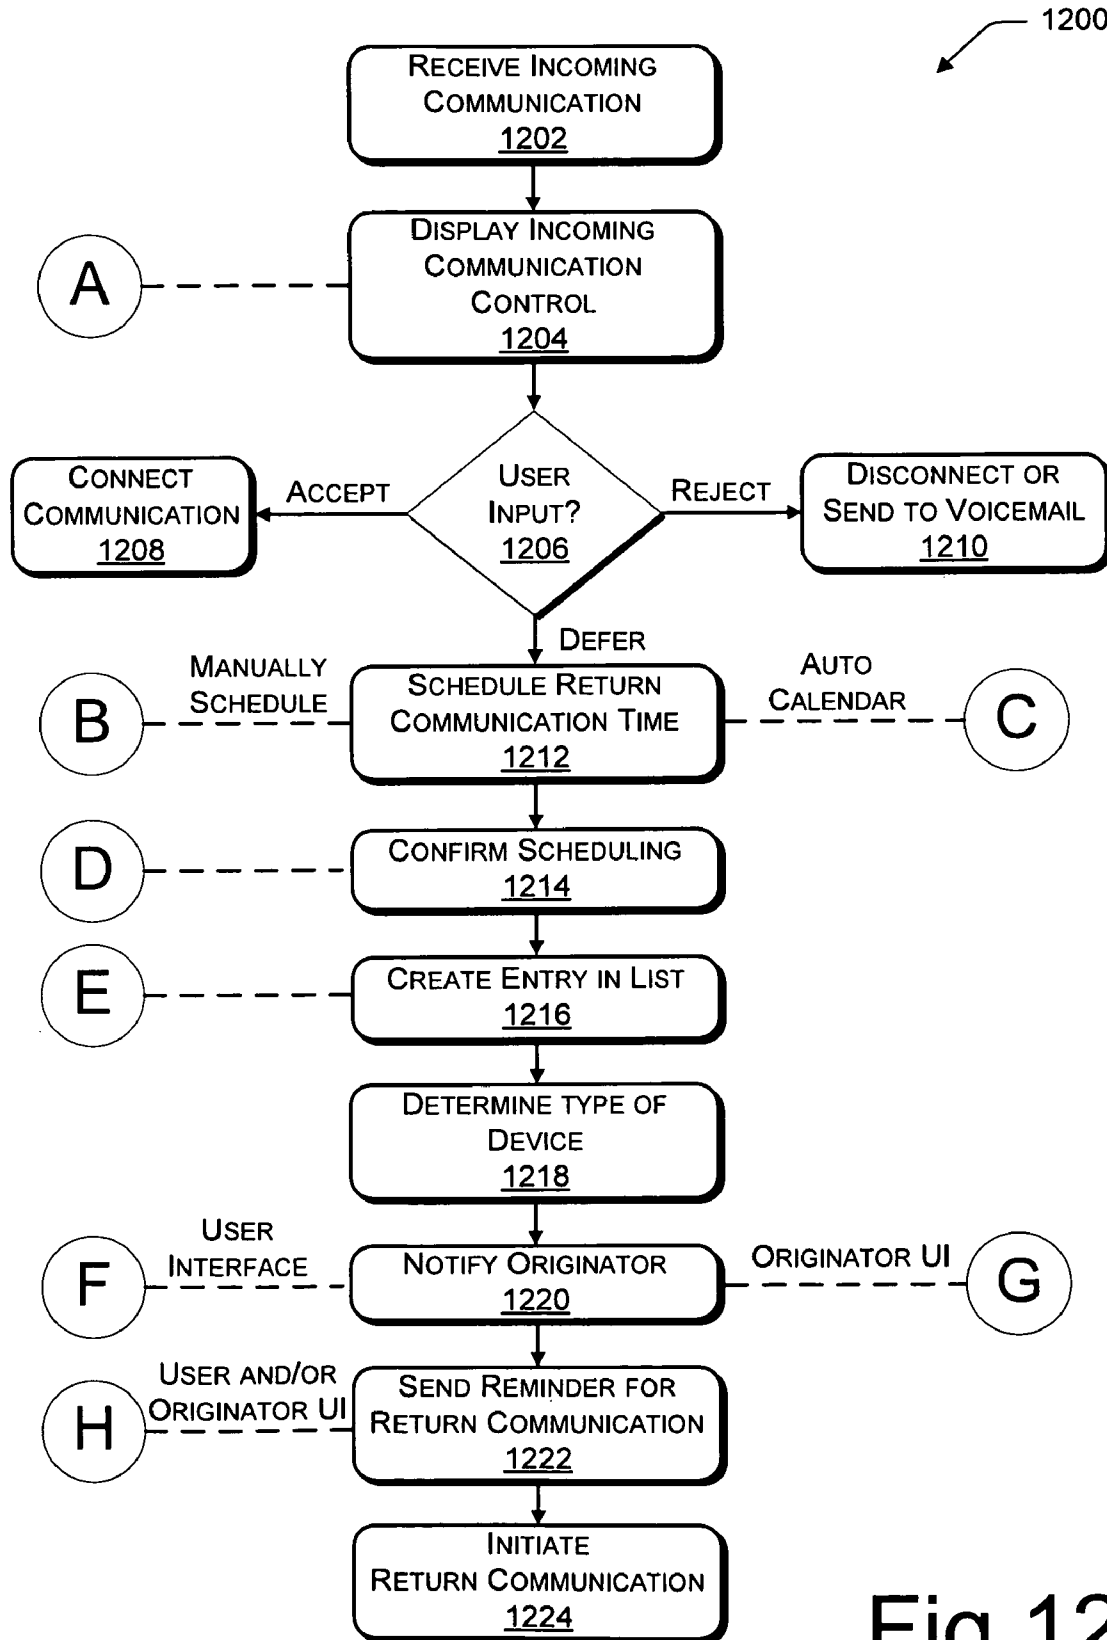 1200
RECEIVE INCOMING
COMMUNICATION
1202
DISPLAY INCOMING
COMMUNICATION
CONTROL
1204
A
USER
INPUT?
1206
ACCEPT
CONNECT
COMMUNICATION
1208
REJECT
DISCONNECT OR
SEND TO VOICEMAIL
1210
DEFER
MANUALLY
SCHEDULE
B
SCHEDULE RETURN
COMMUNICATION TIME
1212
AUTO
CALENDAR
C
D
CONFIRM SCHEDULING
1214
E
CREATE ENTRY IN LIST
1216
DETERMINE TYPE OF
DEVICE
1218
USER
INTERFACE
F
NOTIFY ORIGINATOR
1220
ORIGINATOR UI
G
USER AND/OR
ORIGINATOR UI
H
SEND REMINDER FOR
RETURN COMMUNICATION
1222
INITIATE
RETURN COMMUNICATION
1224
Fig. 12